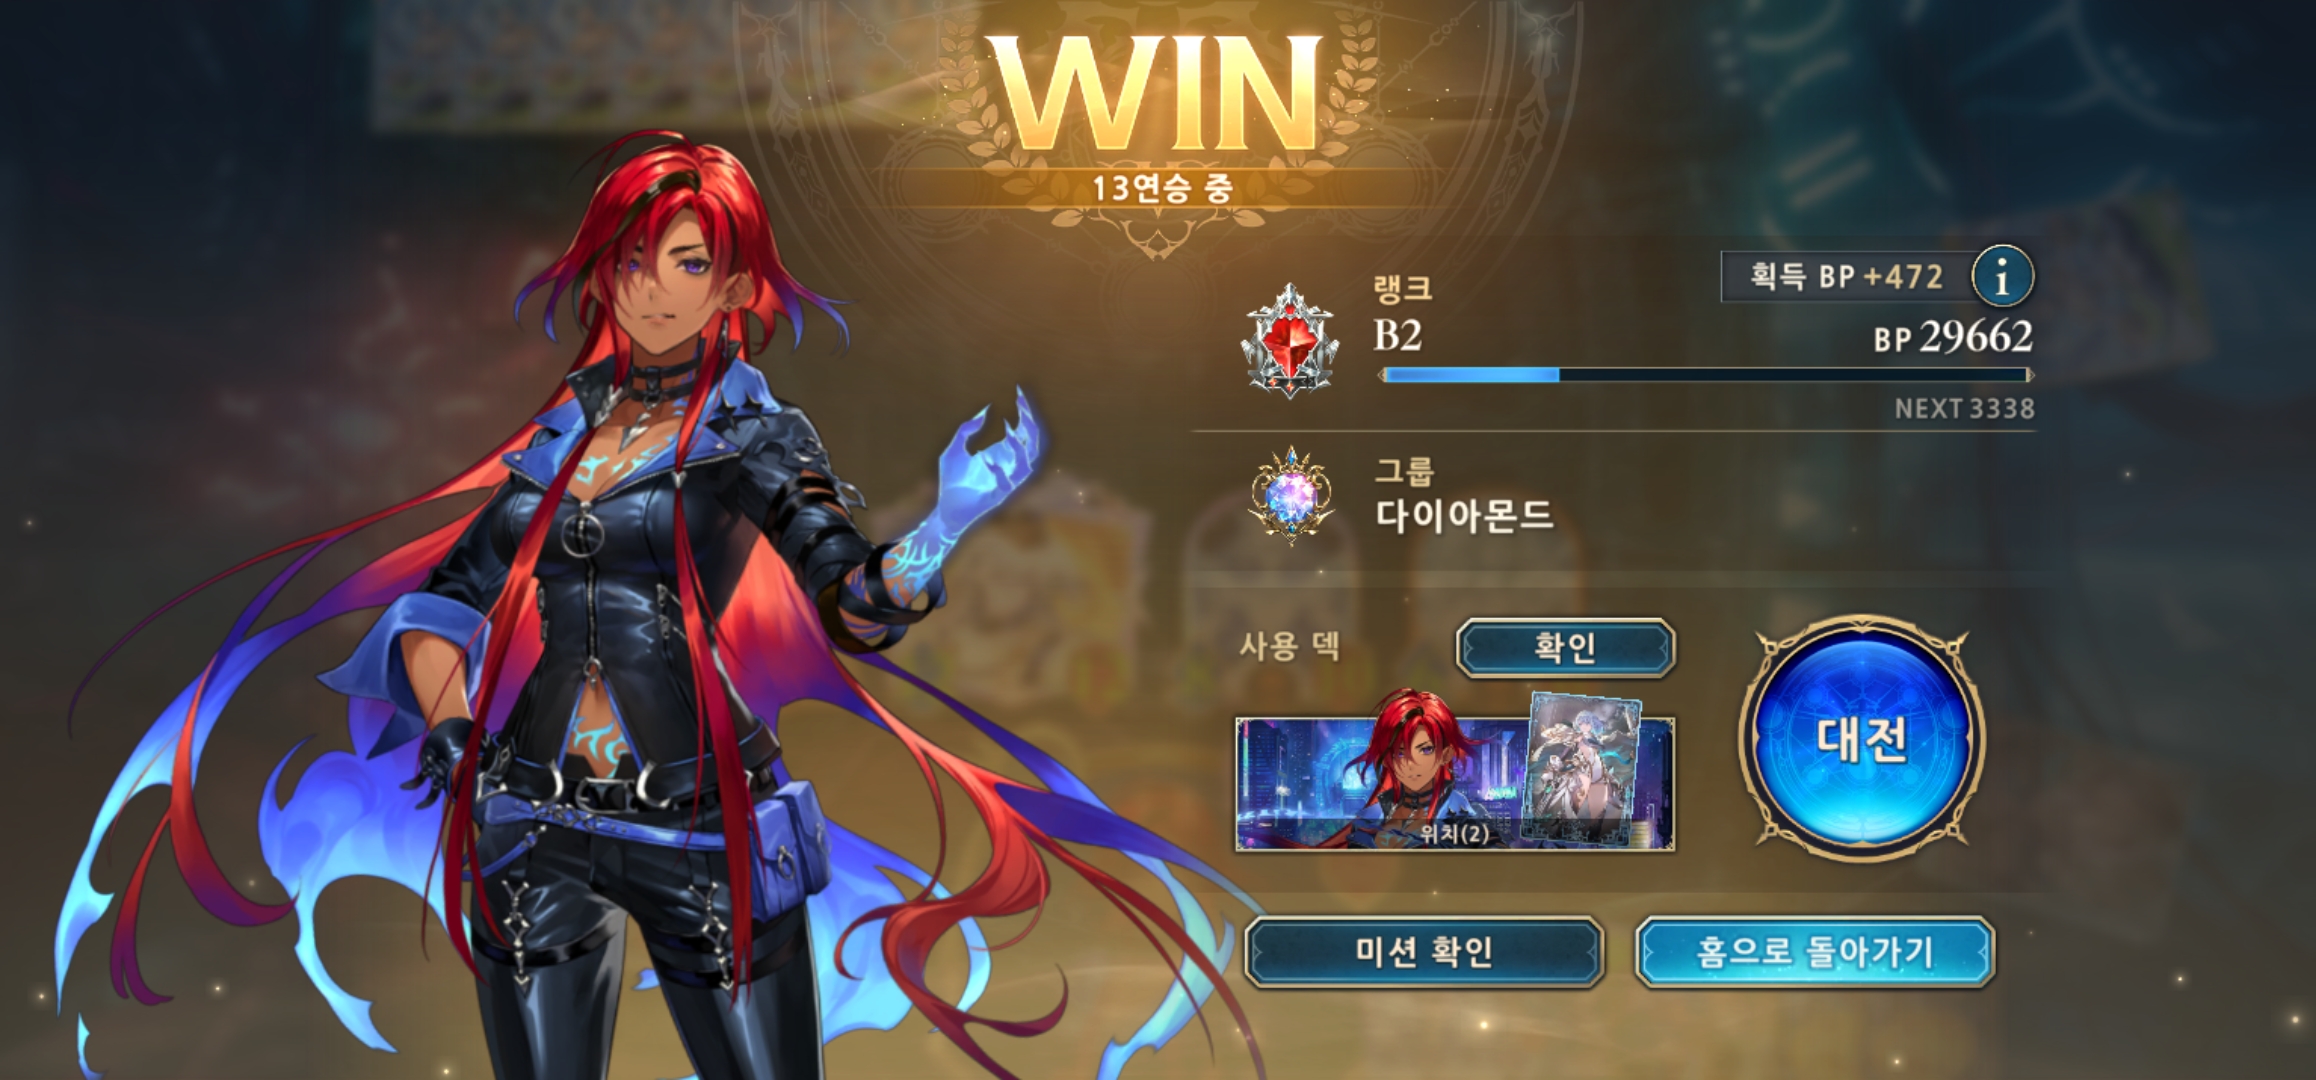 WIN
13연승 중
랭크
B2
획득 BP +472
BP 29662
NEXT 3338
그룹
다이아몬드
사용 덱
확인
위치(2)
대전
미션 확인
홈으로 돌아가기